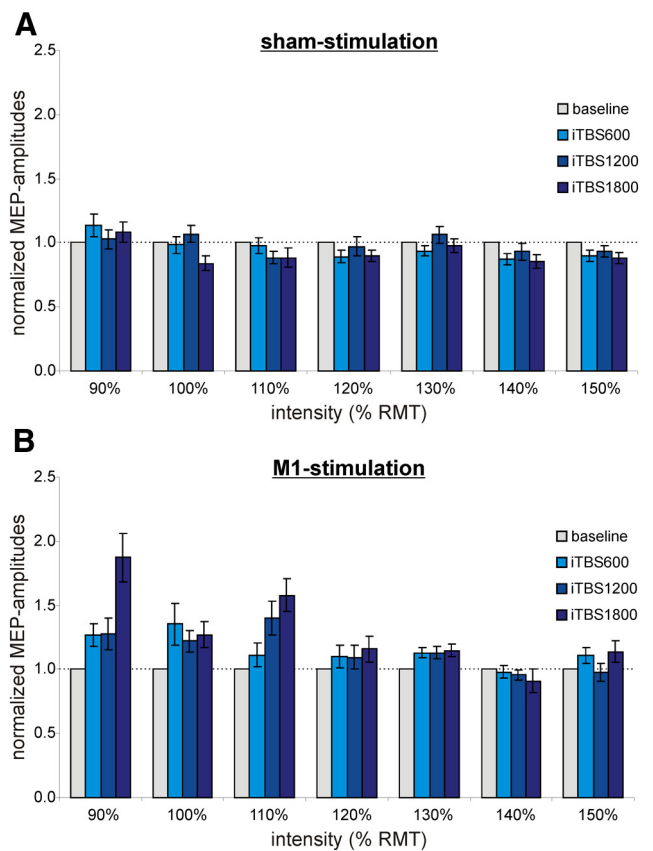 A
sham-stimulation
2.5
2.0
1.5
1.0
0.5
0.0
normalized MEP-amplitudes
baseline
iTBS600
iTBS1200
iTBS1800
90% 100% 110% 120% 130% 140% 150%
intensity (% RMT)
B
M1-stimulation
2.5
2.0
1.5
1.0
0.5
0.0
normalized MEP-amplitudes
baseline
iTBS600
iTBS1200
iTBS1800
90% 100% 110% 120% 130% 140% 150%
intensity (% RMT)